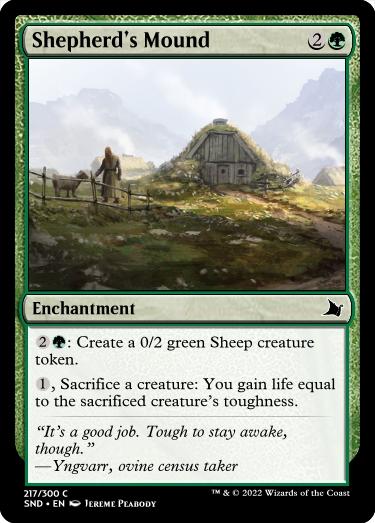 Shepherd's Mound 2
Enchantment
2: Create a 0/2 green Sheep creature
token.
1, Sacrifice a creature: You gain life equal
to the sacrificed creature's toughness.
“It's a good job. Tough to stay awake,
though.”
—Yngvarr, ovine census taker
217/300 C
SND • EN Jereme Peabody
™ & © 2022 Wizards of the Coast